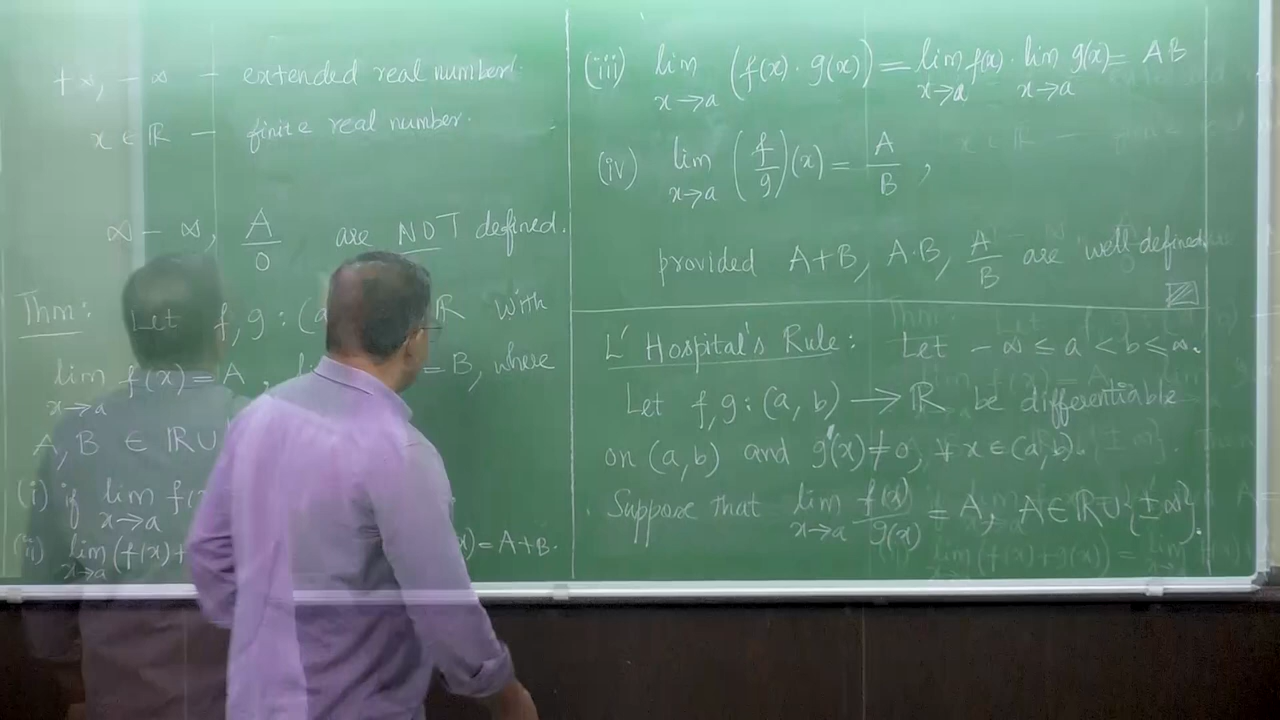 +∞, −∞ — extended real number.
x ∈ ℝ — finite real number.
∞ − ∞, A/0 are NOT defined.
Thm: Let f, g : (a ℝ with
lim x→a f(x) = A, = B, where
A, B ∈ ℝ ∪
(i) if lim x→a f(
(ii) lim x→a (f(x)+ x) = A+B.
(iii) lim x→a (f(x) · g(x)) = lim x→a f(x) · lim x→a g(x) = AB
(iv) lim x→a (f/g)(x) = A/B ,
provided A+B, A·B, A/B are well defined
L' Hospital's Rule: Let −∞ ≤ a < b ≤ ∞.
Let f, g : (a, b) → ℝ be differentiable
on (a, b) and g'(x) ≠ 0, ∀ x ∈ (a, b).
Suppose that lim x→a f'(x)/g'(x) = A, A ∈ ℝ ∪ {±∞}.